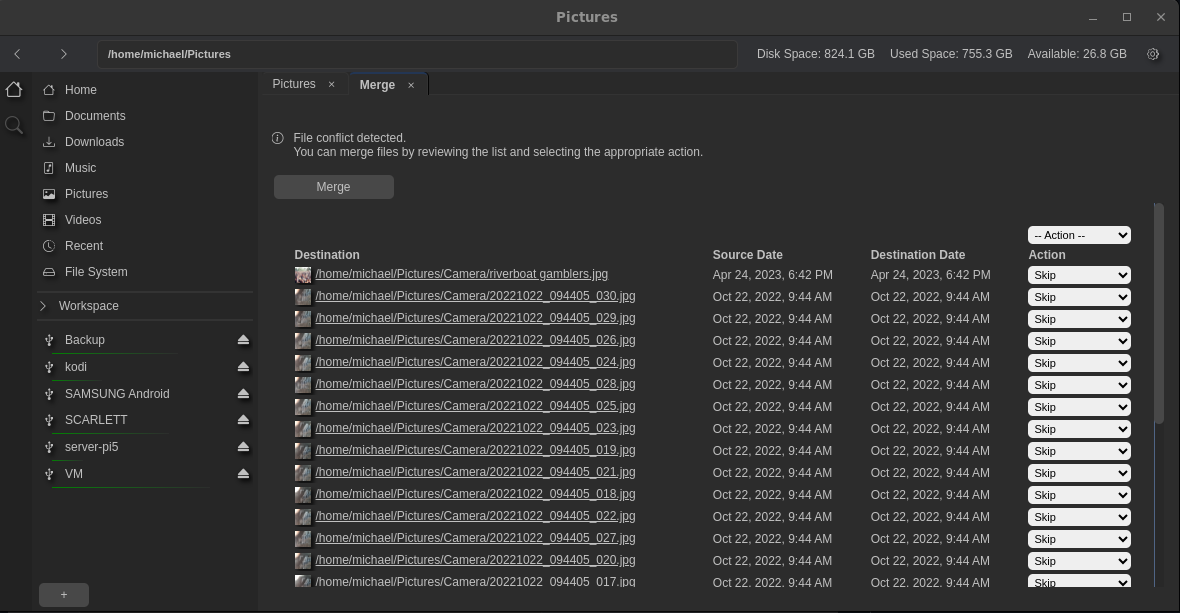 Pictures
/home/michael/Pictures
Disk Space: 824.1 GB Used Space: 755.3 GB Available: 26.8 GB
Pictures × Merge ×
Home
Documents
Downloads
Music
Pictures
Videos
Recent
File System
Workspace
Backup
kodi
SAMSUNG Android
SCARLETT
server-pi5
VM
+
File conflict detected.
You can merge files by reviewing the list and selecting the appropriate action.
Merge
-- Action --
Destination Source Date Destination Date Action
/home/michael/Pictures/Camera/riverboat gamblers.jpg Apr 24, 2023, 6:42 PM Apr 24, 2023, 6:42 PM Skip
/home/michael/Pictures/Camera/20221022_094405_030.jpg Oct 22, 2022, 9:44 AM Oct 22, 2022, 9:44 AM Skip
/home/michael/Pictures/Camera/20221022_094405_029.jpg Oct 22, 2022, 9:44 AM Oct 22, 2022, 9:44 AM Skip
/home/michael/Pictures/Camera/20221022_094405_026.jpg Oct 22, 2022, 9:44 AM Oct 22, 2022, 9:44 AM Skip
/home/michael/Pictures/Camera/20221022_094405_024.jpg Oct 22, 2022, 9:44 AM Oct 22, 2022, 9:44 AM Skip
/home/michael/Pictures/Camera/20221022_094405_028.jpg Oct 22, 2022, 9:44 AM Oct 22, 2022, 9:44 AM Skip
/home/michael/Pictures/Camera/20221022_094405_025.jpg Oct 22, 2022, 9:44 AM Oct 22, 2022, 9:44 AM Skip
/home/michael/Pictures/Camera/20221022_094405_023.jpg Oct 22, 2022, 9:44 AM Oct 22, 2022, 9:44 AM Skip
/home/michael/Pictures/Camera/20221022_094405_019.jpg Oct 22, 2022, 9:44 AM Oct 22, 2022, 9:44 AM Skip
/home/michael/Pictures/Camera/20221022_094405_021.jpg Oct 22, 2022, 9:44 AM Oct 22, 2022, 9:44 AM Skip
/home/michael/Pictures/Camera/20221022_094405_018.jpg Oct 22, 2022, 9:44 AM Oct 22, 2022, 9:44 AM Skip
/home/michael/Pictures/Camera/20221022_094405_022.jpg Oct 22, 2022, 9:44 AM Oct 22, 2022, 9:44 AM Skip
/home/michael/Pictures/Camera/20221022_094405_027.jpg Oct 22, 2022, 9:44 AM Oct 22, 2022, 9:44 AM Skip
/home/michael/Pictures/Camera/20221022_094405_020.jpg Oct 22, 2022, 9:44 AM Oct 22, 2022, 9:44 AM Skip
/home/michael/Pictures/Camera/20221022_094405_017.jpg Oct 22, 2022, 9:44 AM Oct 22, 2022, 9:44 AM Skip